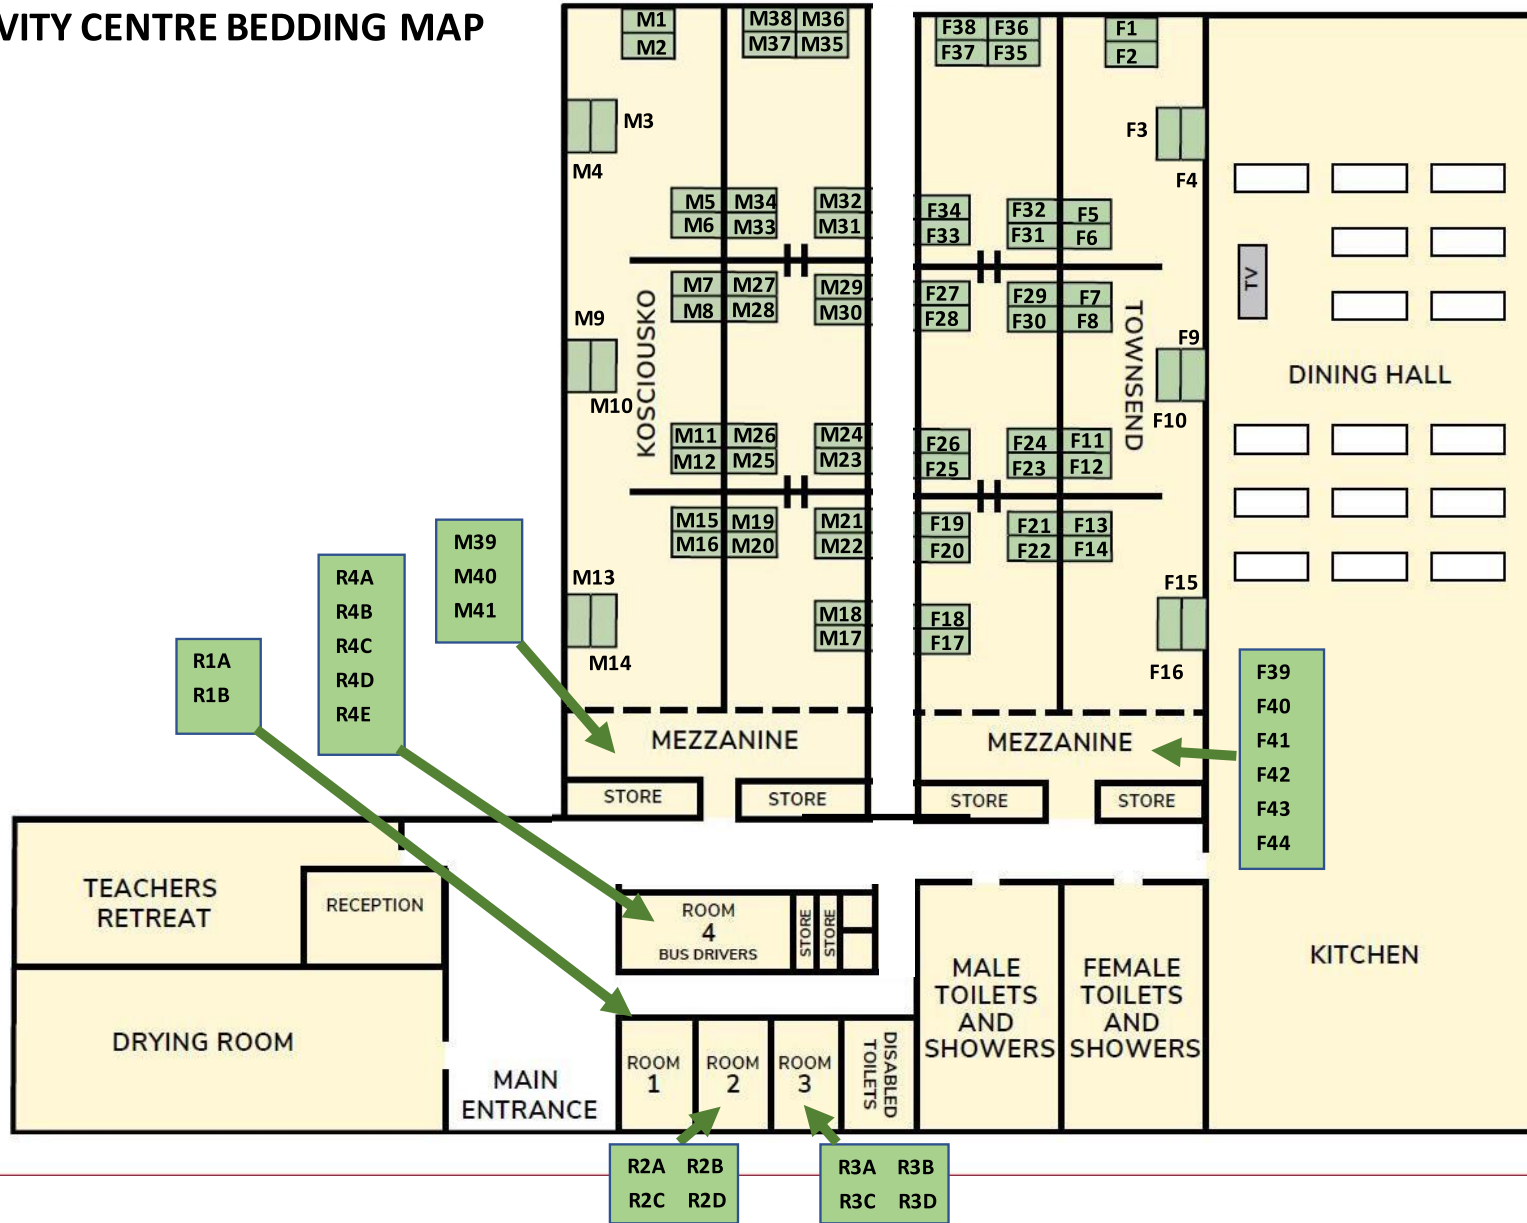 VITY CENTRE BEDDING MAP
M1
M2
M38 M36
M37 M35
F38 F36
F37 F35
F1
F2
M3
M4
F3
F4
M5 M34 M32
M6 M33 M31
F34 F32 F5
F33 F31 F6
M7 M27 M29
M8 M28 M30
F27 F29 F7
F28 F30 F8
KOSCIOUSKO
TOWNSEND
M9
M10
F9
F10
TV
DINING HALL
M11 M26 M24
M12 M25 M23
F26 F24 F11
F25 F23 F12
M15 M19 M21
M16 M20 M22
F19 F21 F13
F20 F22 F14
M13
M14
M18
M17
F18
F17
F15
F16
M39
M40
M41
R4A
R4B
R4C
R4D
R4E
R1A
R1B
F39
F40
F41
F42
F43
F44
MEZZANINE
MEZZANINE
STORE
STORE
STORE
STORE
TEACHERS
RETREAT
RECEPTION
ROOM
4
BUS DRIVERS
STORE
STORE
DRYING ROOM
MAIN
ENTRANCE
ROOM
1
ROOM
2
ROOM
3
DISABLED
TOILETS
MALE
TOILETS
AND
SHOWERS
FEMALE
TOILETS
AND
SHOWERS
KITCHEN
R2A R2B
R2C R2D
R3A R3B
R3C R3D